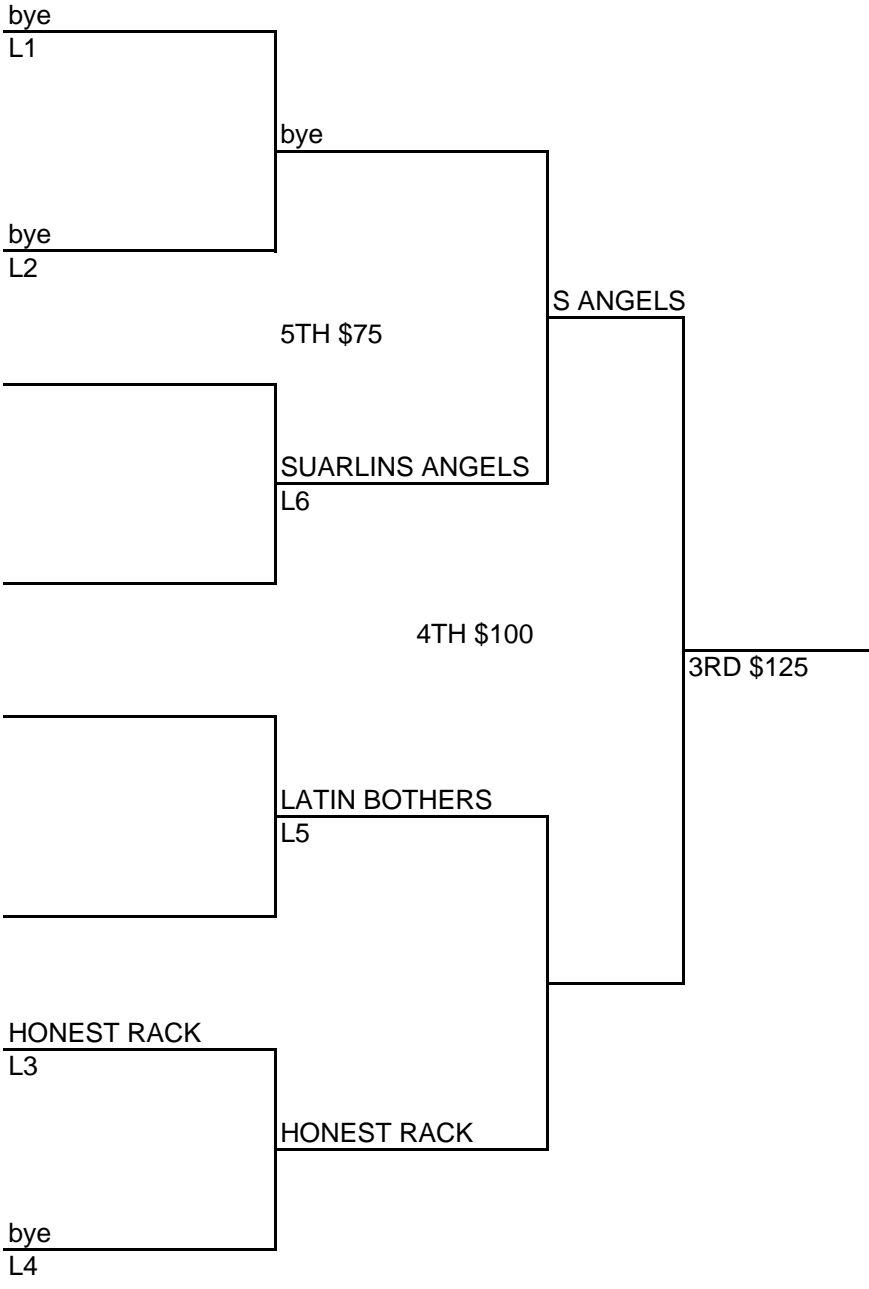 bye
L1
bye
bye
L2
S ANGELS
5TH $75
SUARLINS ANGELS
L6
4TH $100
3RD $125
LATIN BOTHERS
L5
HONEST RACK
L3
HONEST RACK
bye
L4